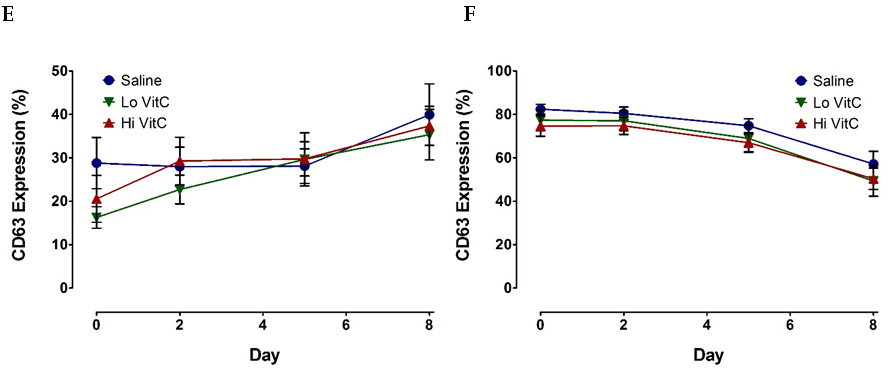 E
CD63 Expression (%)
50
40
30
20
10
0
Saline
Lo VitC
Hi VitC
0 2 4 6 8
Day
F
CD63 Expression (%)
100
80
60
40
20
0
Saline
Lo VitC
Hi VitC
0 2 4 6 8
Day